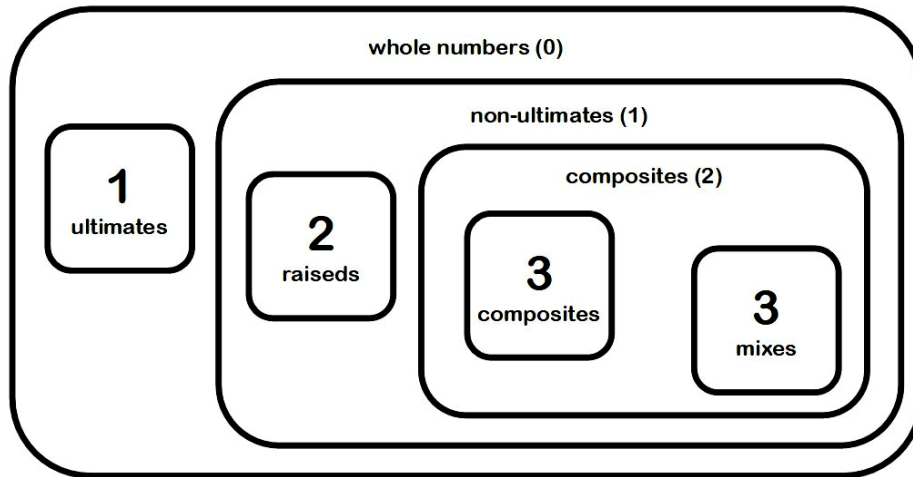 whole numbers (0)
non-ultimates (1)
composites (2)
1
ultimates
2
raiseds
3
composites
3
mixes